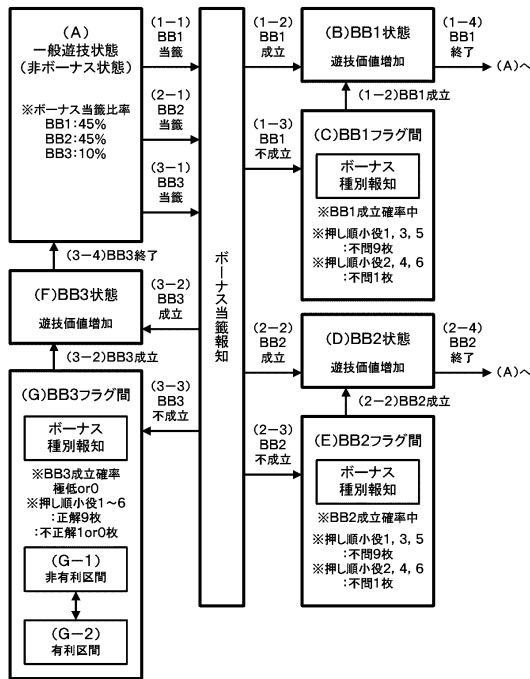 (A)
一般遊技状態
(非ボーナス状態)
※ボーナス当籤比率
BB1:45%
BB2:45%
BB3:10%
(1－1)
BB1
当籤
(2－1)
BB2
当籤
(3－1)
BB3
当籤
ボーナス当籤報知
(1－2)
BB1
成立
(B)BB1状態
遊技価値増加
(1－4)
BB1
終了
(A)へ
(1－2)BB1成立
(1－3)
BB1
不成立
(C)BB1フラグ間
ボーナス
種別報知
※BB1成立確率中
※押し順小役1，3，5
:不問9枚
※押し順小役2，4，6
:不問1枚
(3－4)BB3終了
(F)BB3状態
遊技価値増加
(3－2)
BB3
成立
(3－2)BB3成立
(2－2)
BB2
成立
(D)BB2状態
遊技価値増加
(2－4)
BB2
終了
(A)へ
(2－2)BB2成立
(G)BB3フラグ間
ボーナス
種別報知
※BB3成立確率
極低or0
※押し順小役1～6
:正解9枚
:不正解1or0枚
(G－1)
非有利区間
(G－2)
有利区間
(3－3)
BB3
不成立
(2－3)
BB2
不成立
(E)BB2フラグ間
ボーナス
種別報知
※BB2成立確率中
※押し順小役1，3，5
:不問9枚
※押し順小役2，4，6
:不問1枚